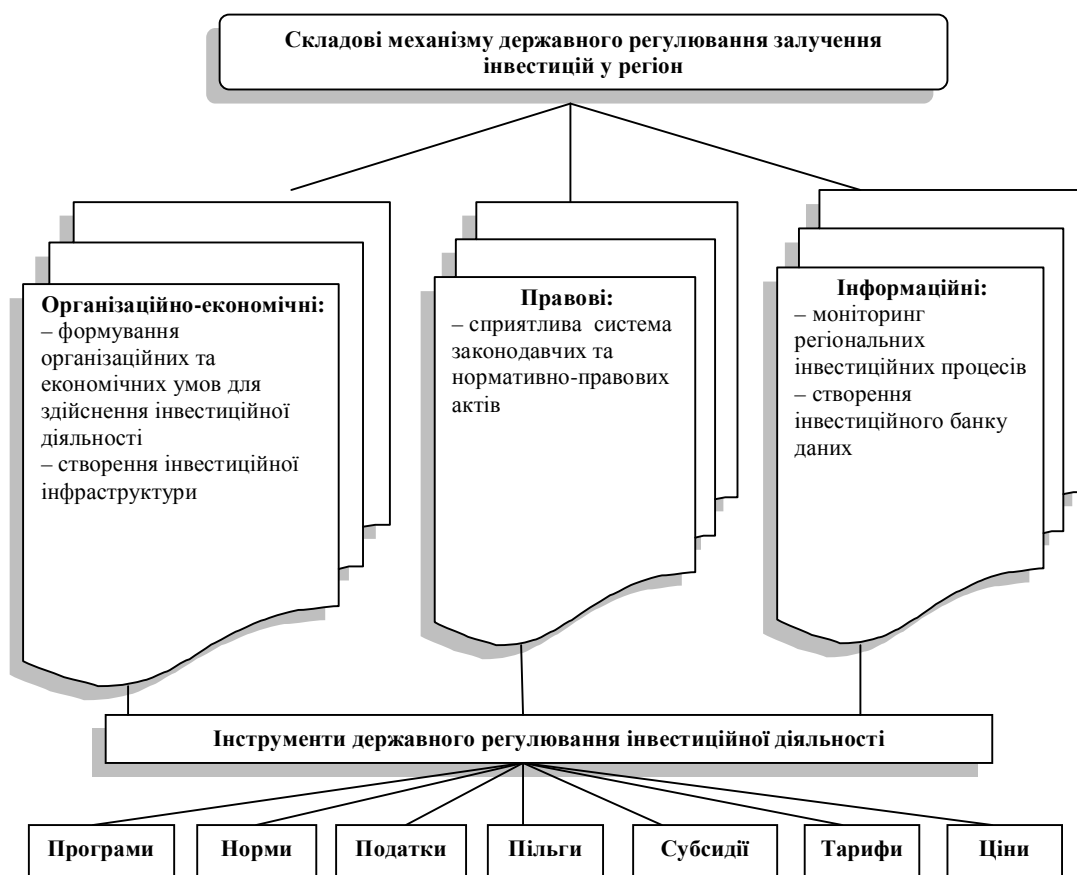 Складові механізму державного регулювання залучення
інвестицій у регіон
Організаційно-економічні:
– формування
організаційних та
економічних умов для
здійснення інвестиційної
діяльності
– створення інвестиційної
інфраструктури
Правові:
– сприятлива система
законодавчих та
нормативно-правових
актів
Інформаційні:
– моніторинг
регіональних
інвестиційних процесів
– створення
інвестиційного банку
даних
Інструменти державного регулювання інвестиційної діяльності
Програми
Норми
Податки
Пільги
Субсидії
Тарифи
Ціни